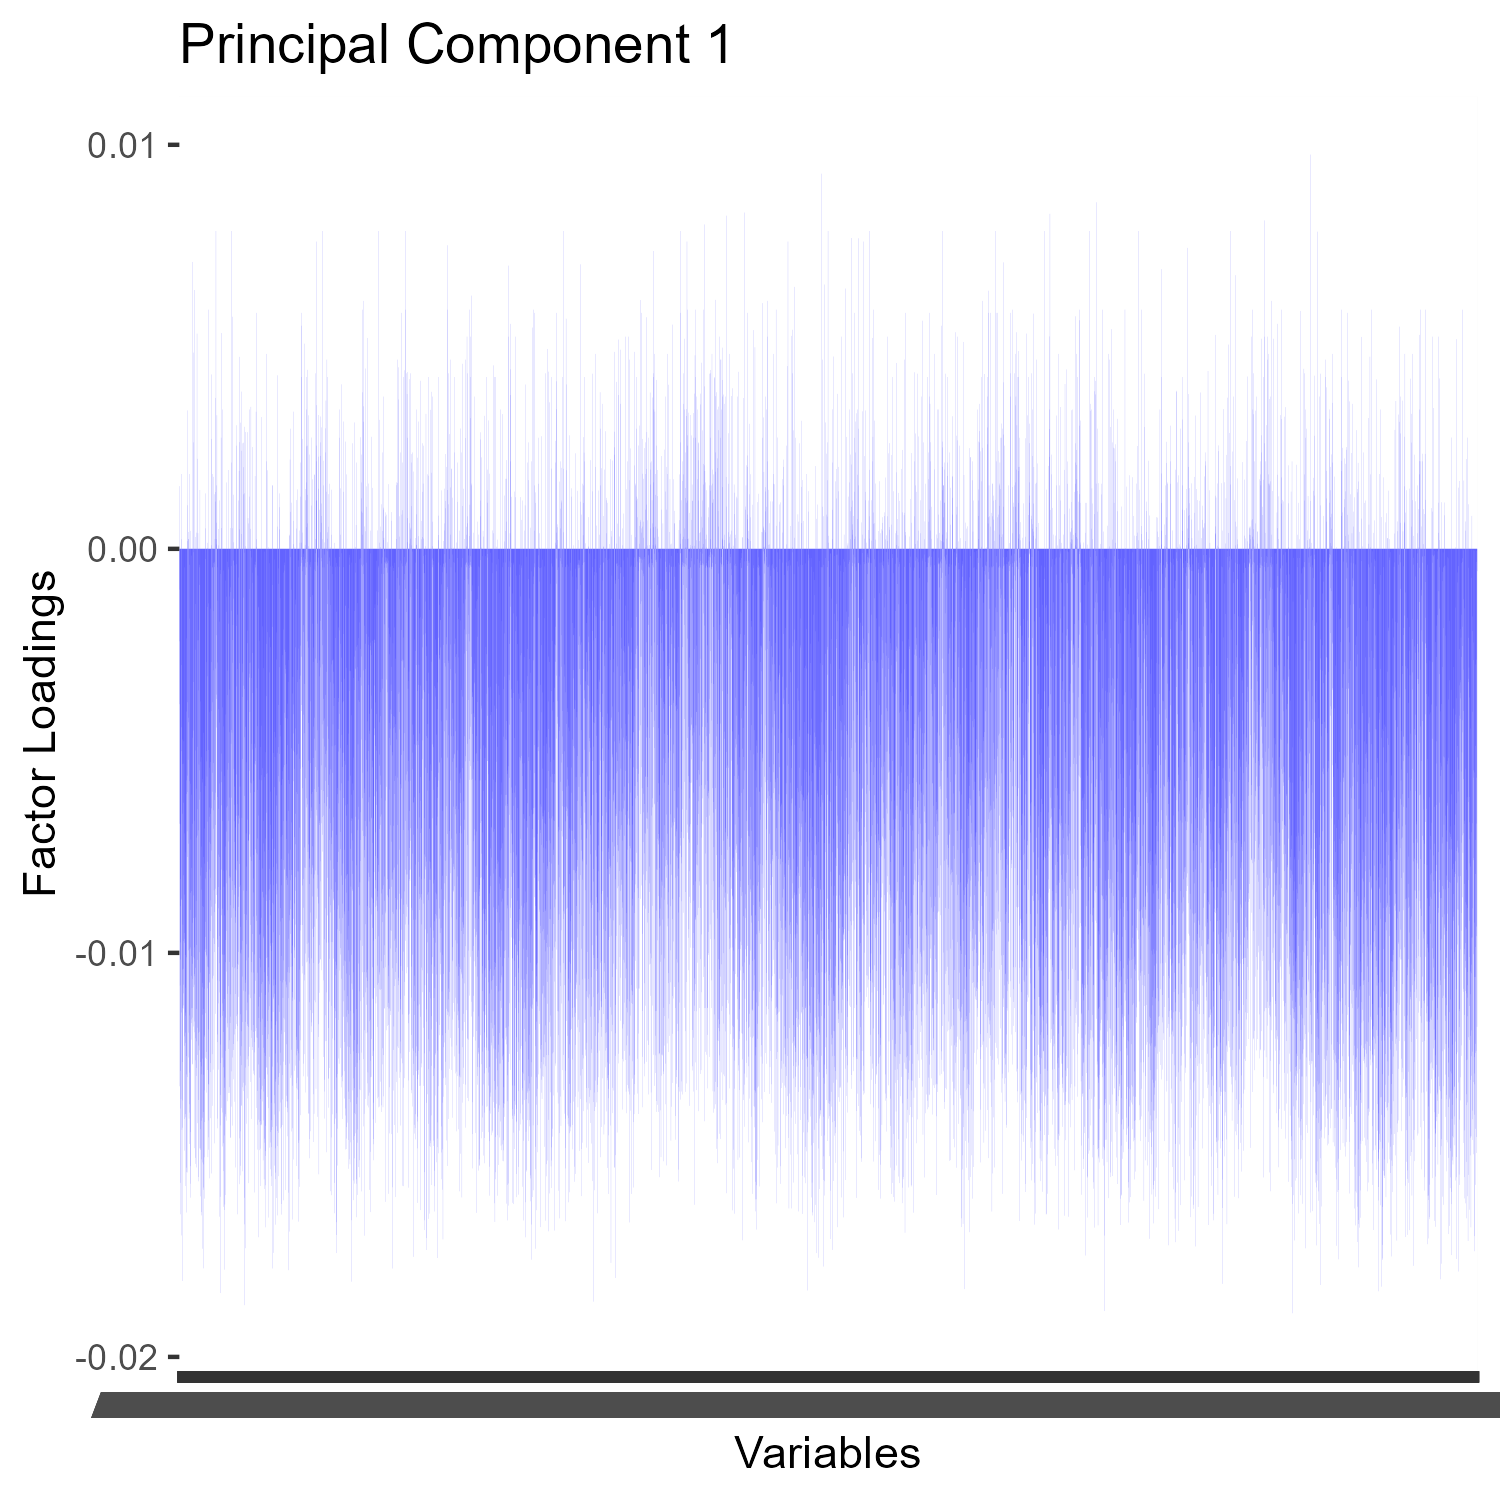 Principal Component 1
0.01
0.00
-0.01
-0.02
Factor Loadings
Variables